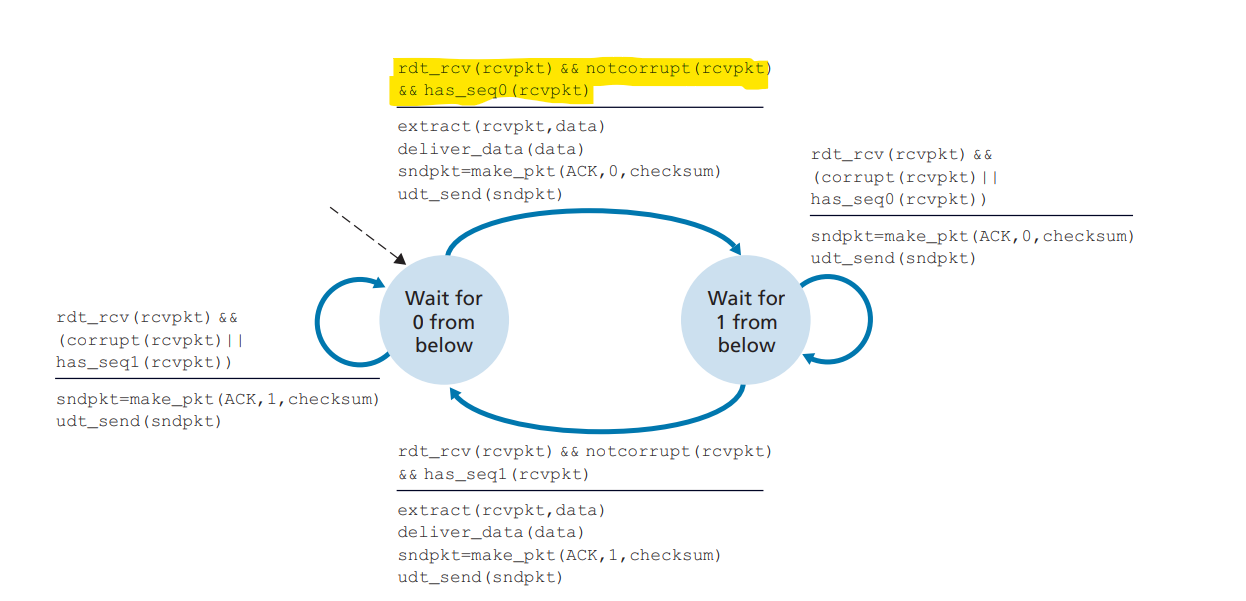 rdt_rcv(rcvpkt) && notcorrupt(rcvpkt)
&& has_seq0(rcvpkt)
extract(rcvpkt,data)
deliver_data(data)
sndpkt=make_pkt(ACK,0,checksum)
udt_send(sndpkt)
rdt_rcv(rcvpkt) &&
(corrupt(rcvpkt)||
has_seq0(rcvpkt))
sndpkt=make_pkt(ACK,0,checksum)
udt_send(sndpkt)
Wait for
0 from
below
Wait for
1 from
below
rdt_rcv(rcvpkt) &&
(corrupt(rcvpkt)||
has_seq1(rcvpkt))
sndpkt=make_pkt(ACK,1,checksum)
udt_send(sndpkt)
rdt_rcv(rcvpkt) && notcorrupt(rcvpkt)
&& has_seq1(rcvpkt)
extract(rcvpkt,data)
deliver_data(data)
sndpkt=make_pkt(ACK,1,checksum)
udt_send(sndpkt)